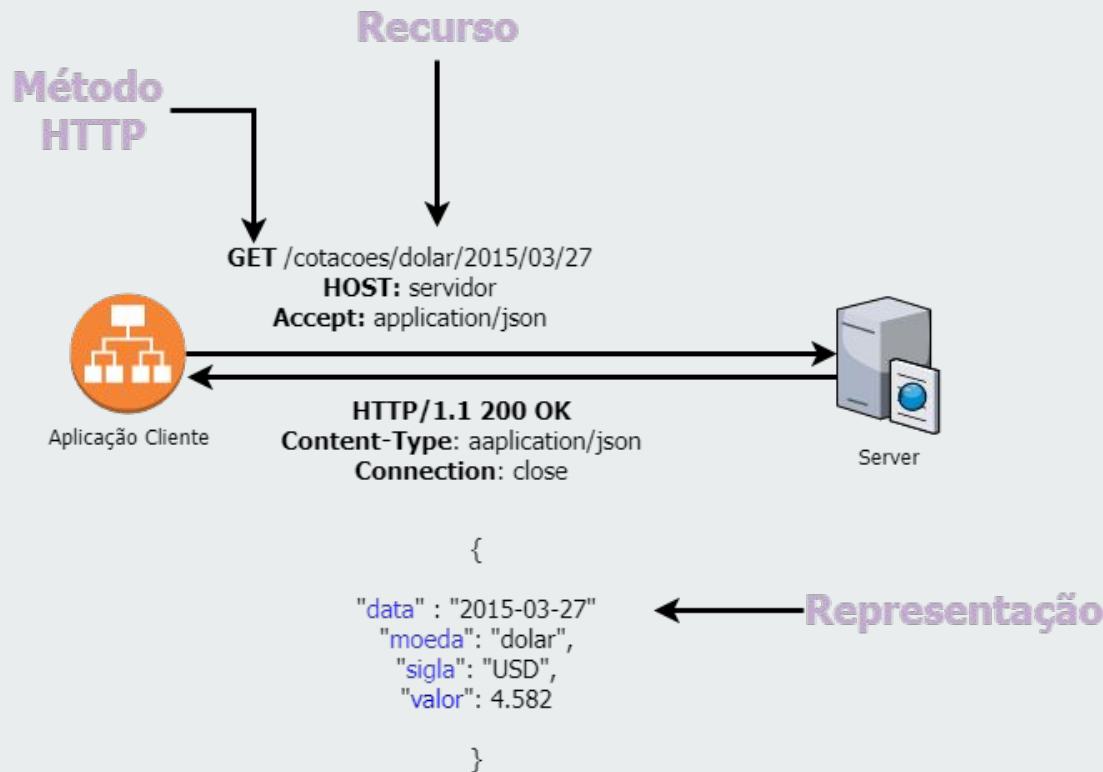 Recurso
Método
HTTP
GET /cotacoes/dolar/2015/03/27
HOST: servidor
Accept: application/json
Aplicação Cliente
HTTP/1.1 200 OK
Content-Type: aaplication/json
Connection: close
Server
{
"data" : "2015-03-27"
"moeda": "dolar",
"sigla": "USD",
"valor": 4.582
}
Representação